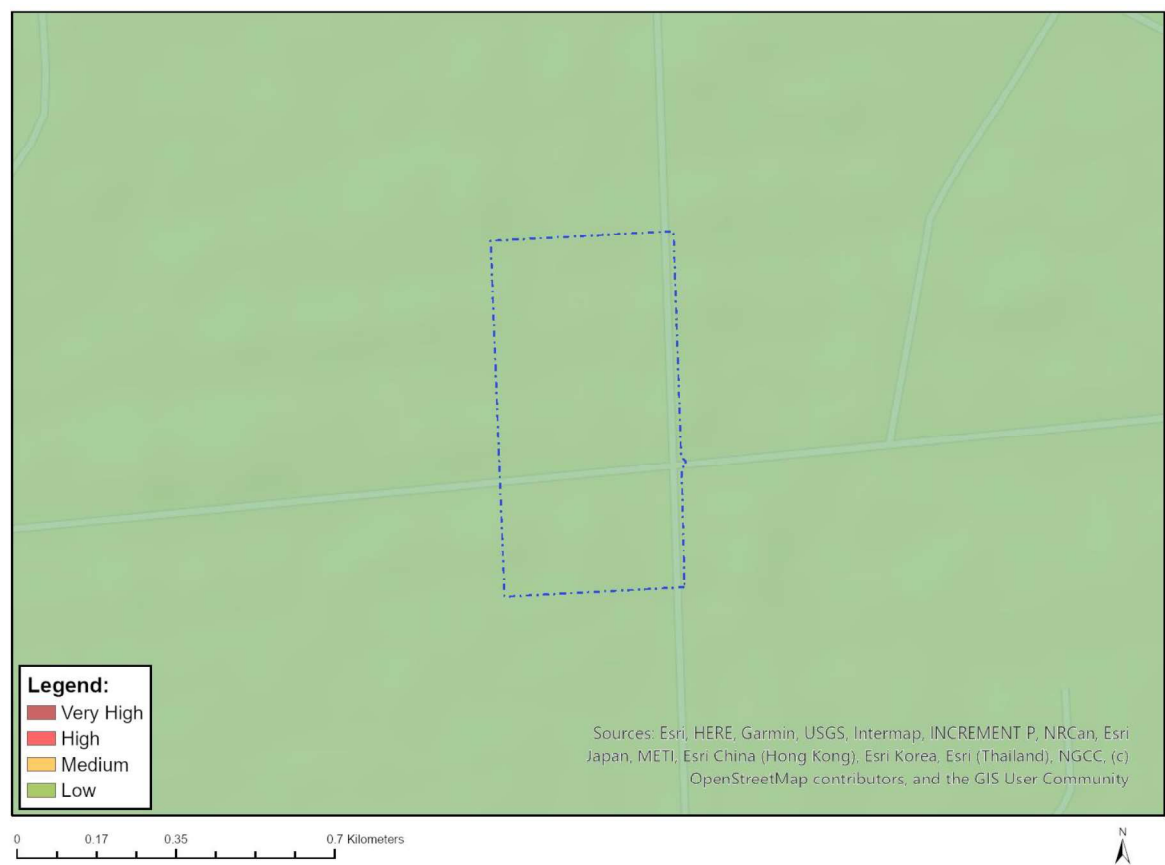 Legend:
Very High
High
Medium
Low
Sources: Esri, HERE, Garmin, USGS, Intermap, INCREMENT P, NRCan, Esri
Japan, METI, Esri China (Hong Kong), Esri Korea, Esri (Thailand), NGCC, (c)
OpenStreetMap contributors, and the GIS User Community
0 0.17 0.35 0.7 Kilometers
N